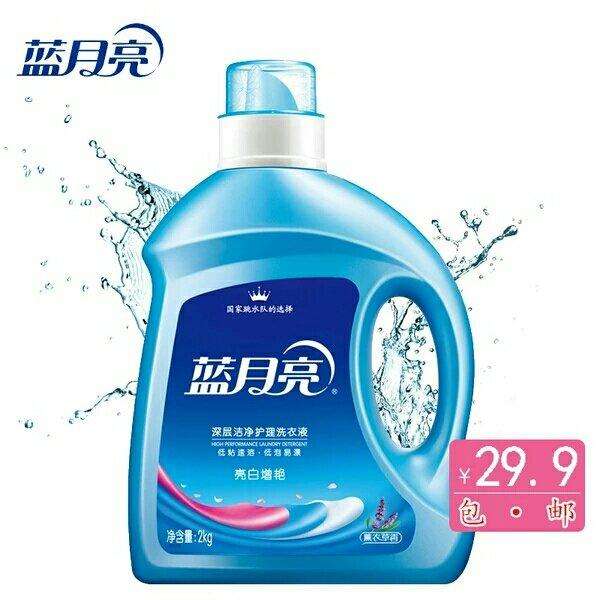 蓝月亮
国家跳水队的选择
蓝月亮®
深层洁净护理洗衣液
HIGH PERFORMANCE LAUNDRY DETERGENT
低粘速溶·低泡易漂
亮白增艳
净含量:2kg
薰衣草香
¥29.9
包·邮